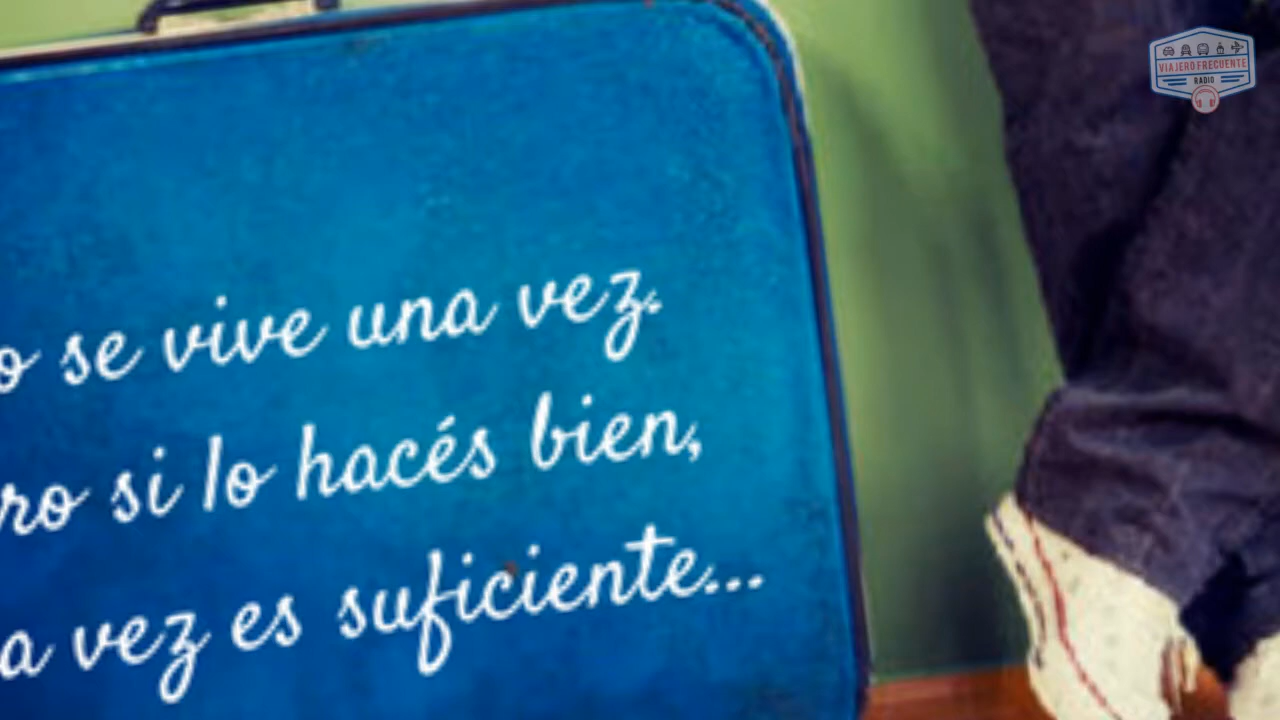 o se vive una vez.
ro si lo hacés bien,
a vez es suficiente...
VIAJERO FRECUENTE
RADIO